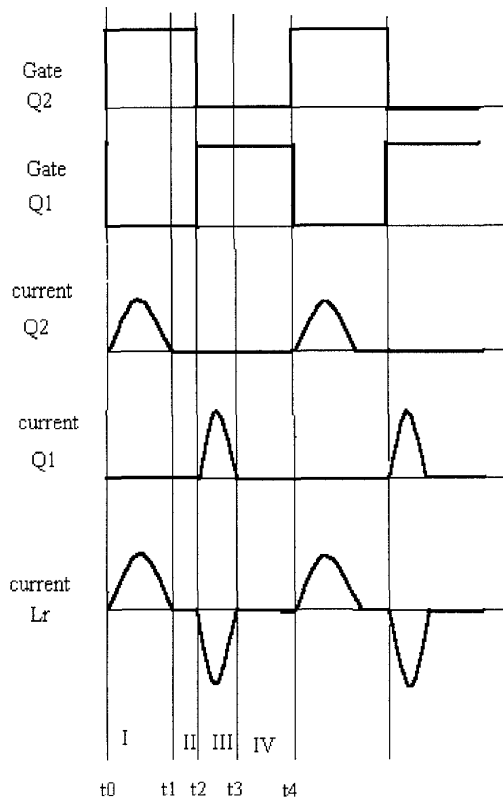 Gate
Q2
Gate
Q1
current
Q2
current
Q1
current
Lr
I II III IV
t0 t1 t2 t3 t4